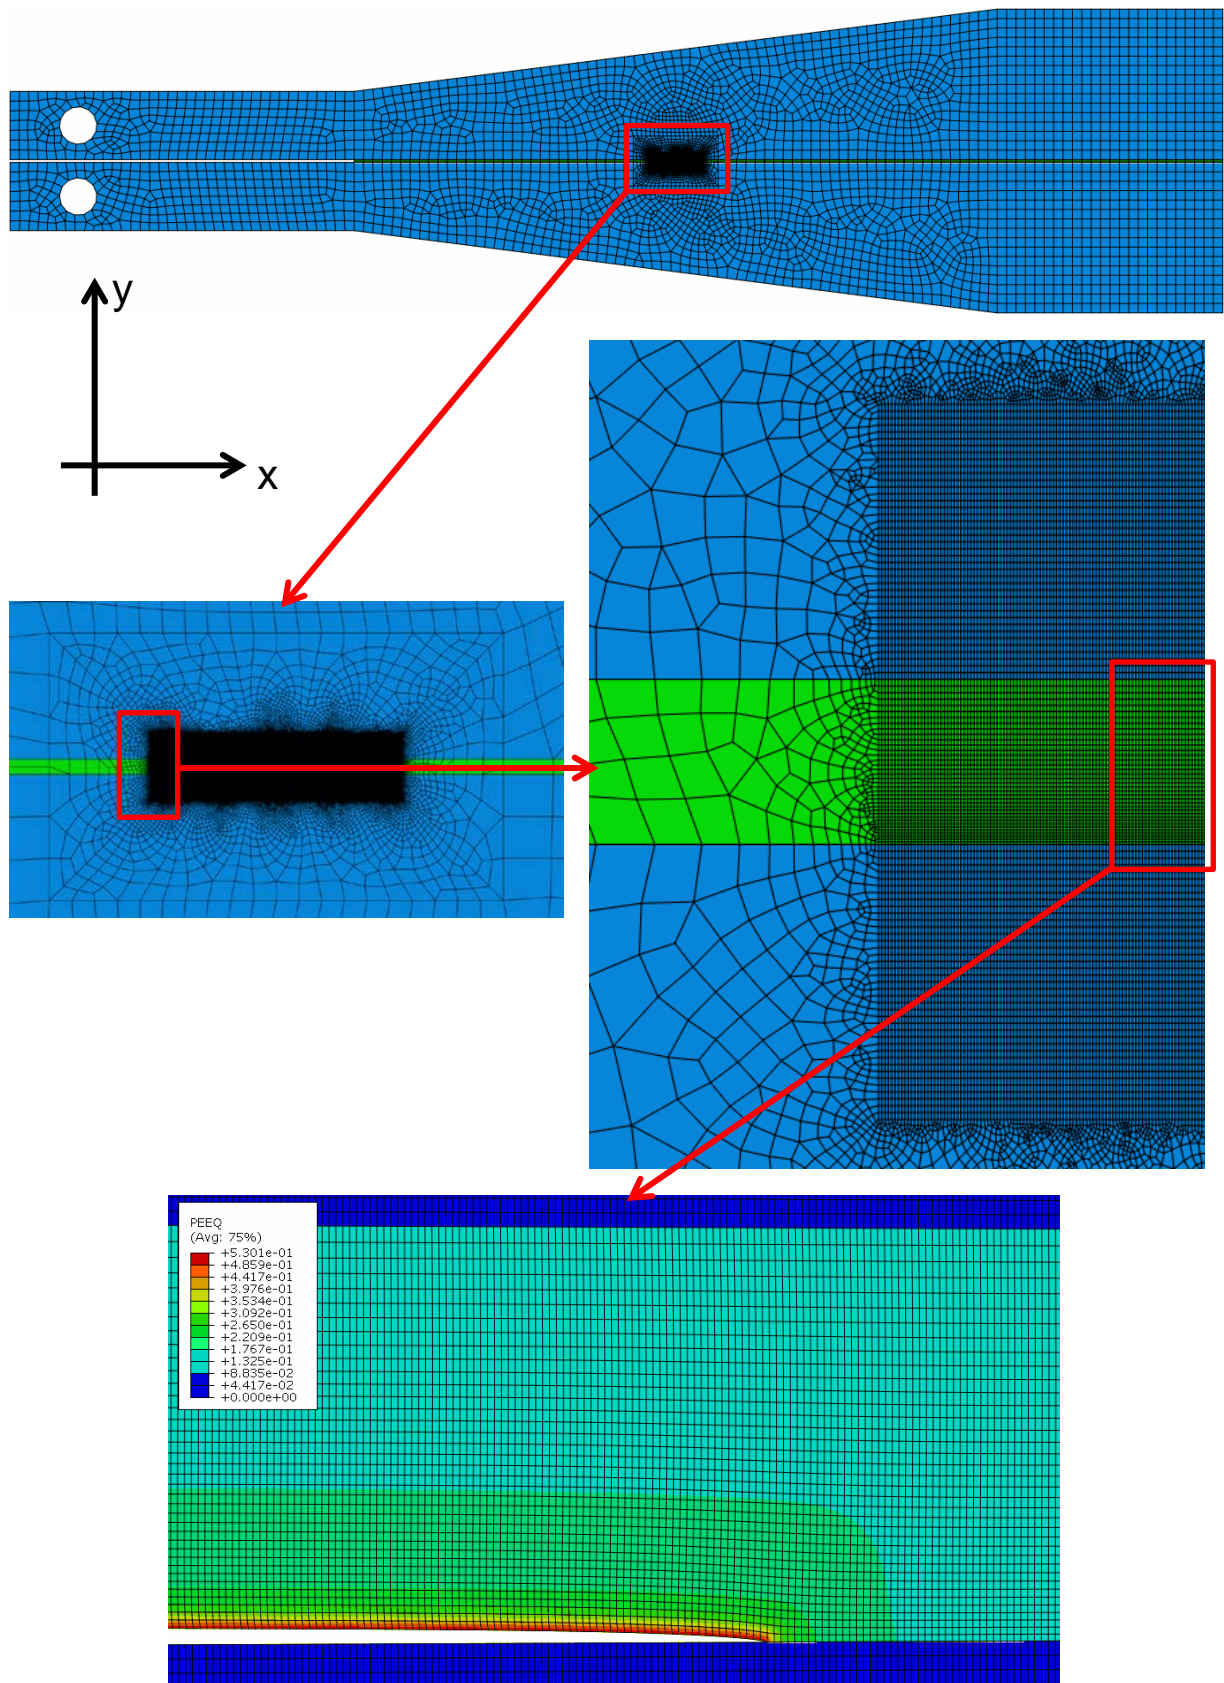 y
x
PEEQ
(Avg: 75%)
+5.301e-01
+4.859e-01
+4.417e-01
+3.976e-01
+3.534e-01
+3.092e-01
+2.650e-01
+2.209e-01
+1.767e-01
+1.325e-01
+8.835e-02
+4.417e-02
+0.000e+00